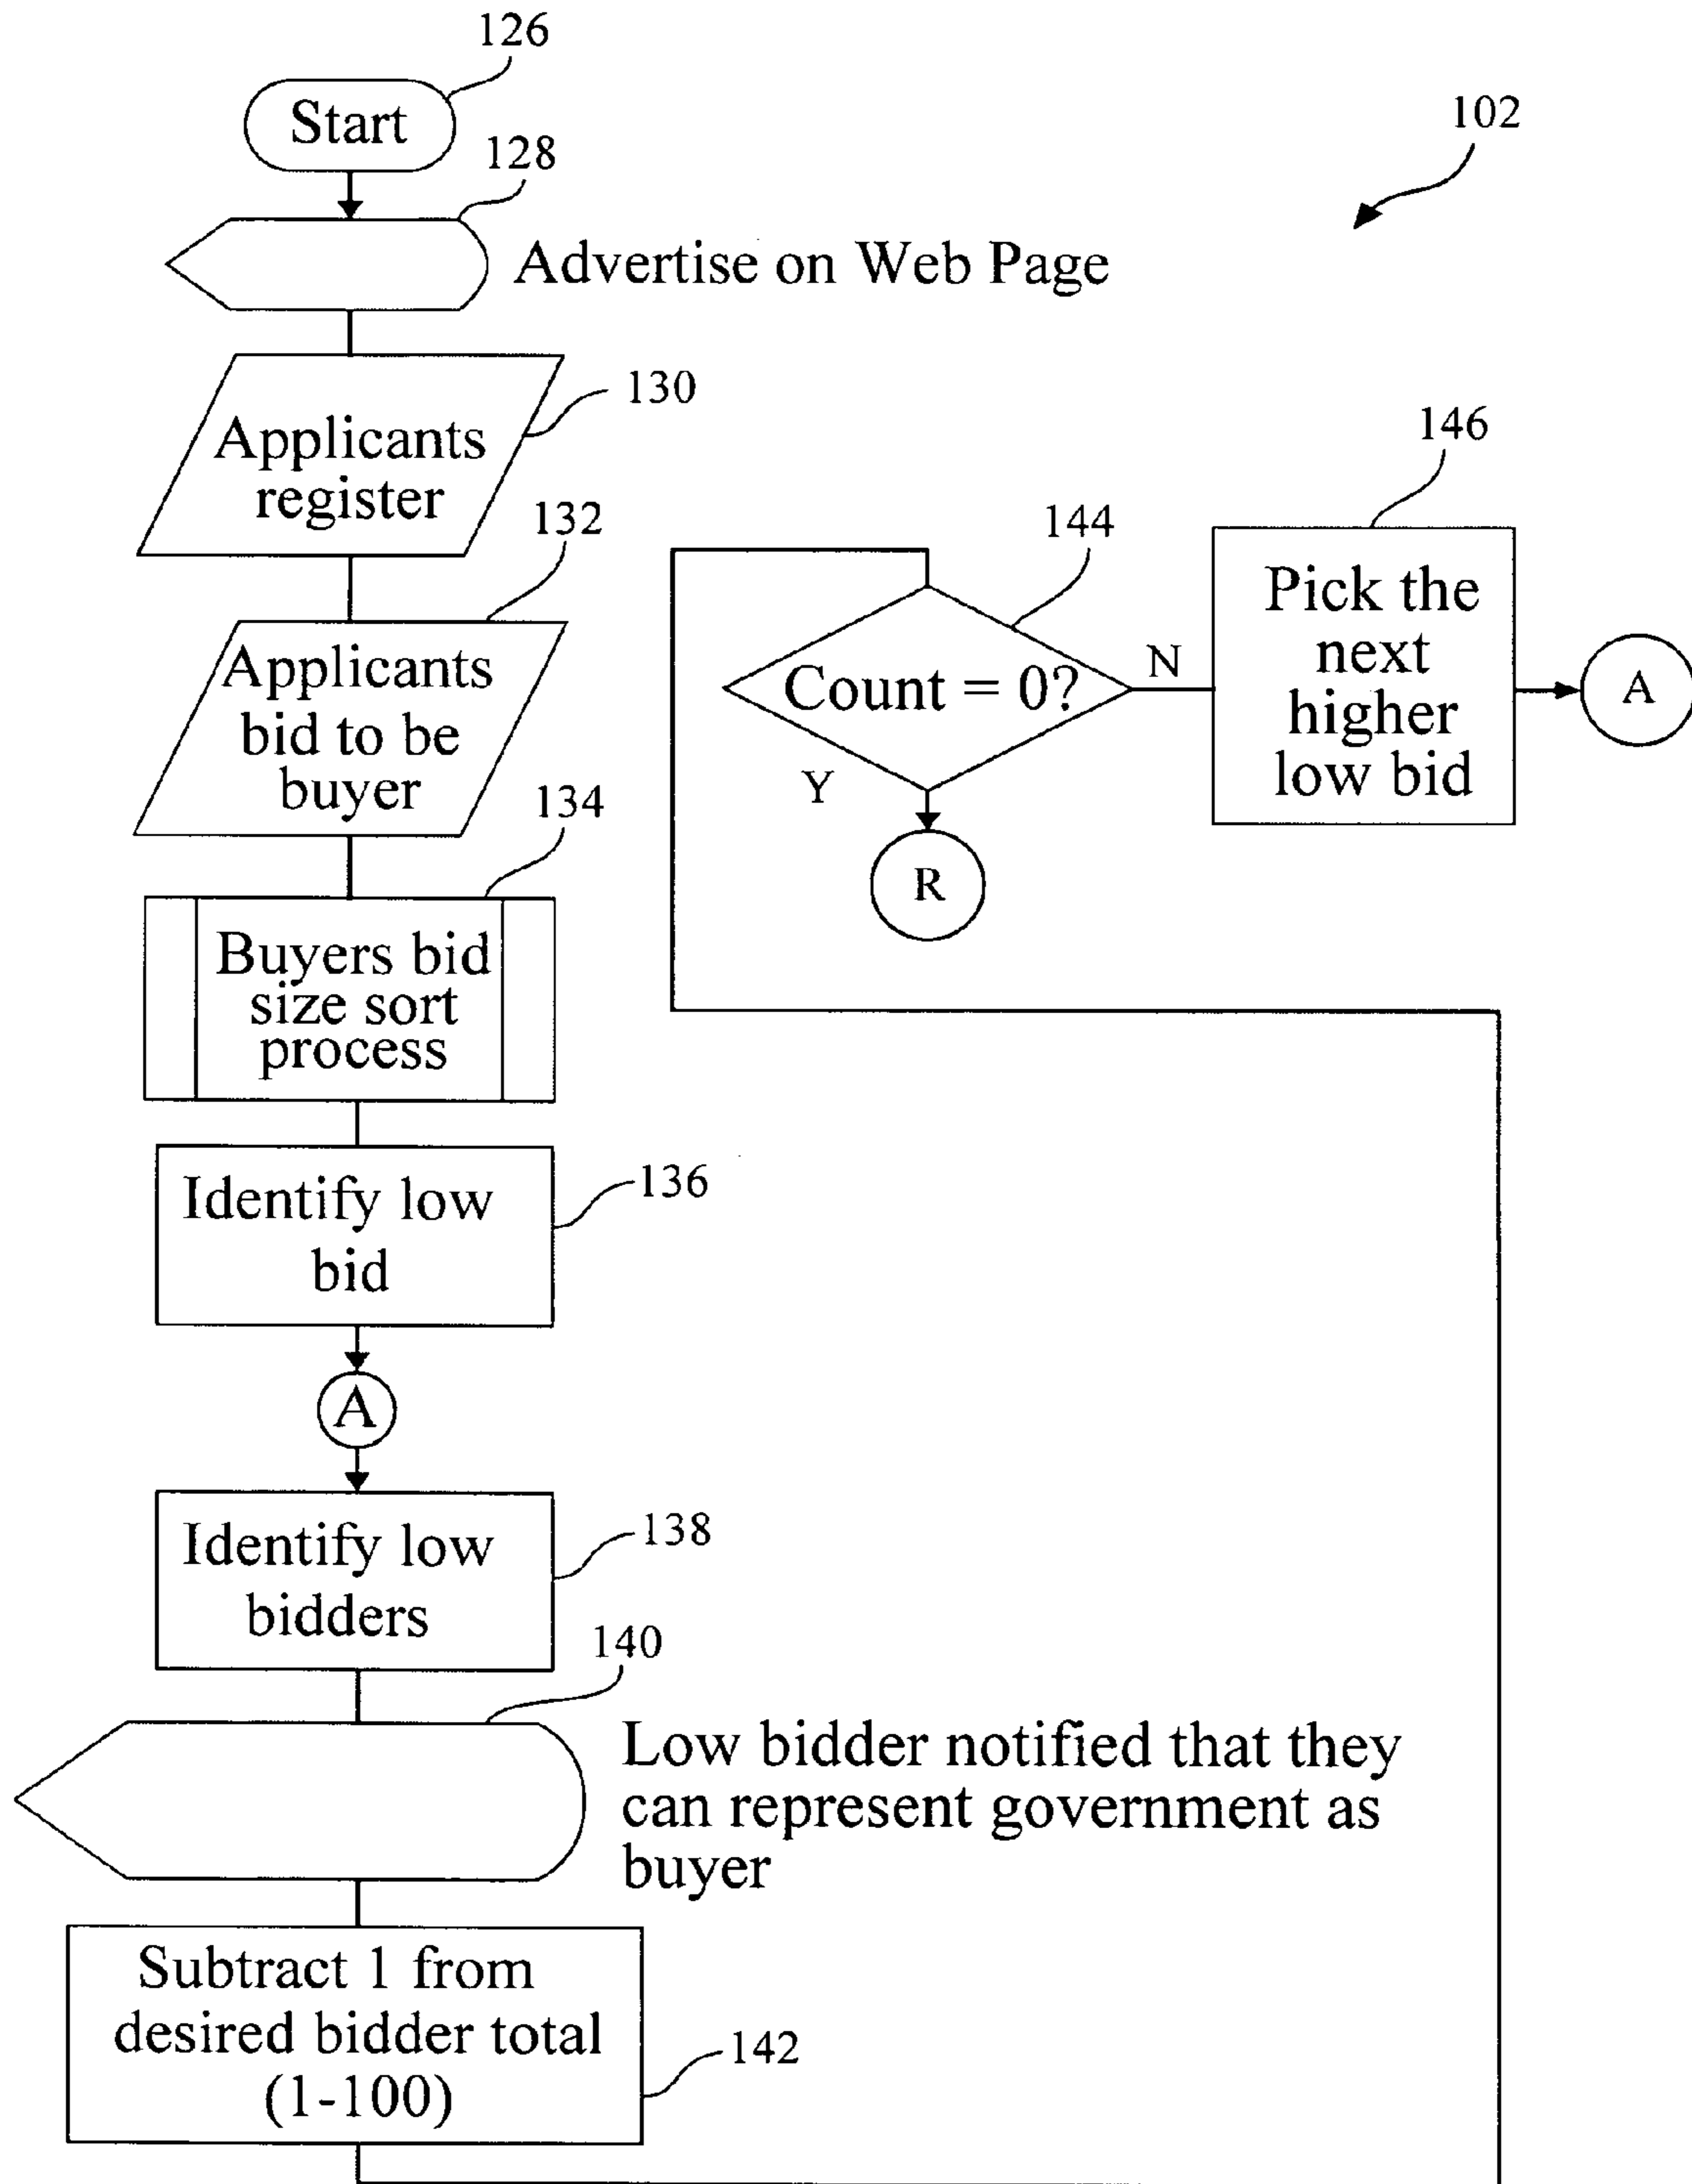 126
Start
102
128
Advertise on Web Page
130
Applicants
register
132
Applicants
bid to be
buyer
134
Buyers bid
size sort
process
136
Identify low
bid
A
138
Identify low
bidders
140
Low bidder notified that they
can represent government as
buyer
Subtract 1 from
desired bidder total
(1-100)
142
144
Count = 0?
N
Y
R
146
Pick the
next
higher
low bid
A